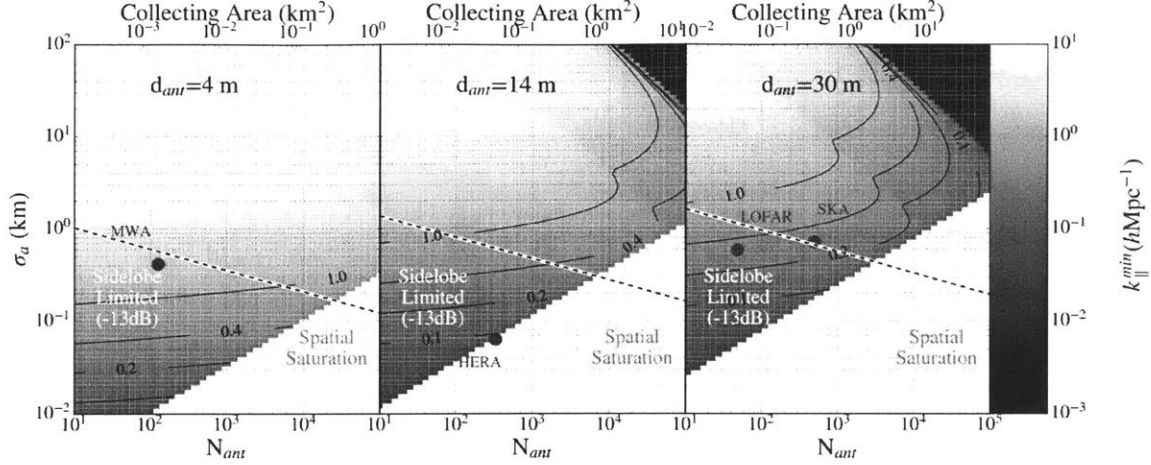 Collecting Area (km²) Collecting Area (km²) Collecting Area (km²)
10⁻³ 10⁻² 10⁻¹ 10⁰ 10⁻² 10⁻¹ 10⁰ 10¹ 10⁻² 10⁻¹ 10⁰ 10¹
10² 10¹ 10⁰ 10⁻¹ 10⁻²
σₐ (km)
d_ant=4 m
MWA
Sidelobe
Limited
(-13dB)
1.0
0.4
0.2
Spatial
Saturation
10¹ 10² 10³ 10⁴
N_ant
d_ant=14 m
1.0
0.4
Sidelobe
Limited
(-13dB)
0.2
0.1
HERA
Spatial
Saturation
10¹ 10² 10³ 10⁴
N_ant
d_ant=30 m
0.1
1.0
LOFAR
SKA
0.2
Sidelobe
Limited
(-13dB)
Spatial
Saturation
10¹ 10² 10³ 10⁴ 10⁵
N_ant
10¹
10⁰
10⁻¹
10⁻²
10⁻³
k_∥^min(hMpc⁻¹)